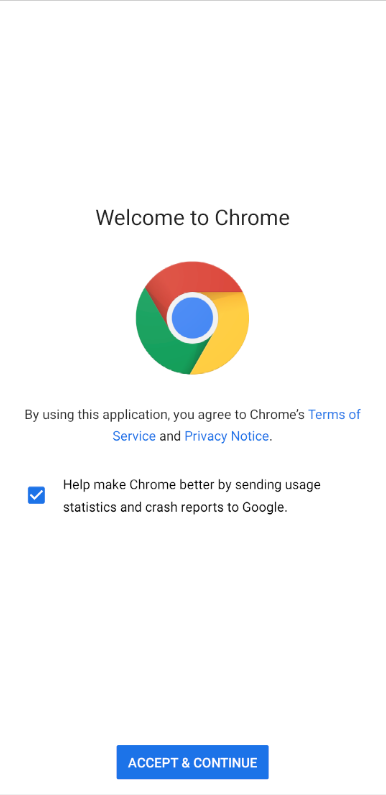 Welcome to Chrome
By using this application, you agree to Chrome's Terms of
Service and Privacy Notice.
Help make Chrome better by sending usage
statistics and crash reports to Google.
ACCEPT & CONTINUE